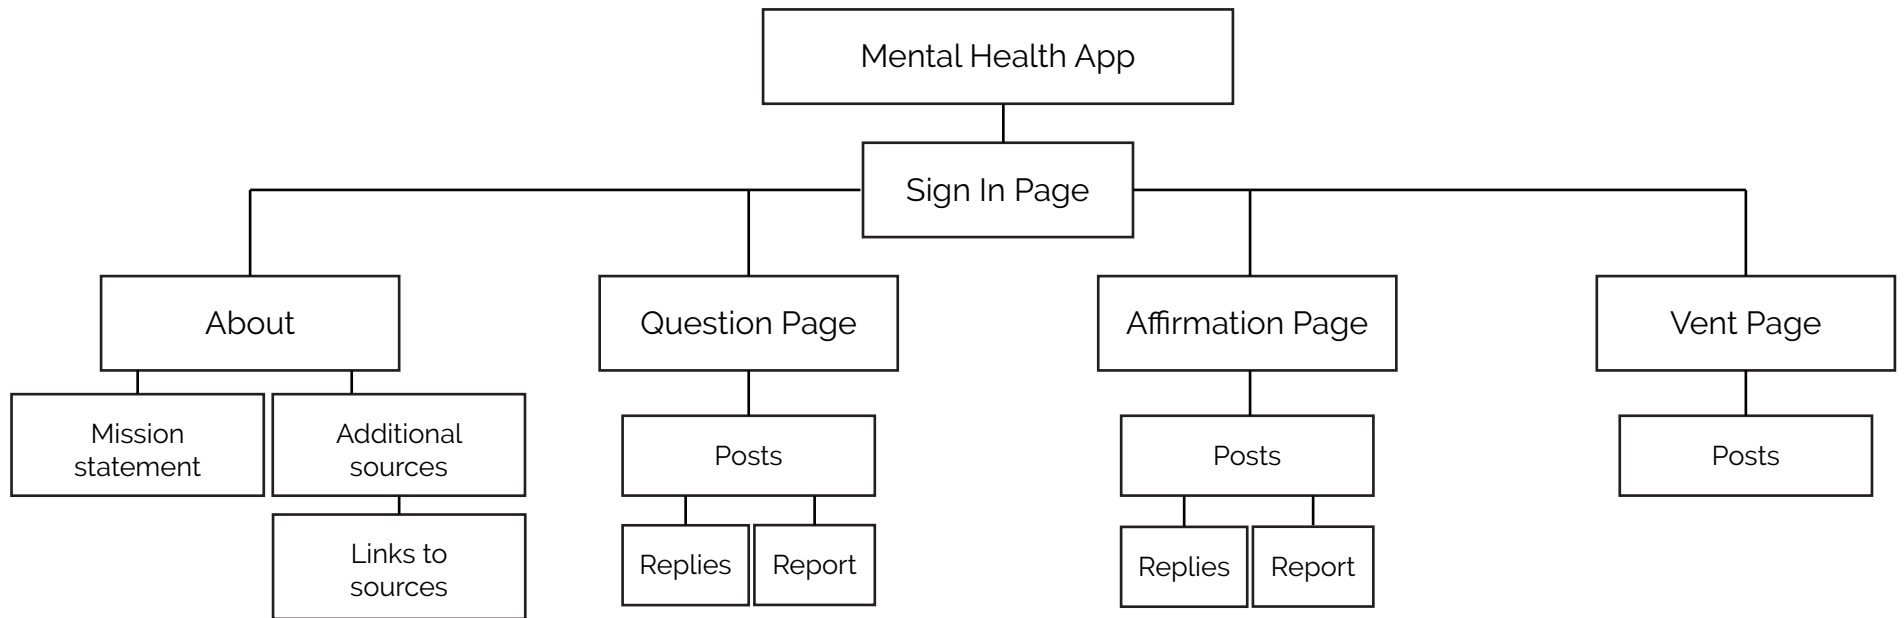 Mental Health App
Sign In Page
About
Question Page
Affirmation Page
Vent Page
Mission
statement
Additional
sources
Posts
Posts
Posts
Links to
sources
Replies
Report
Replies
Report